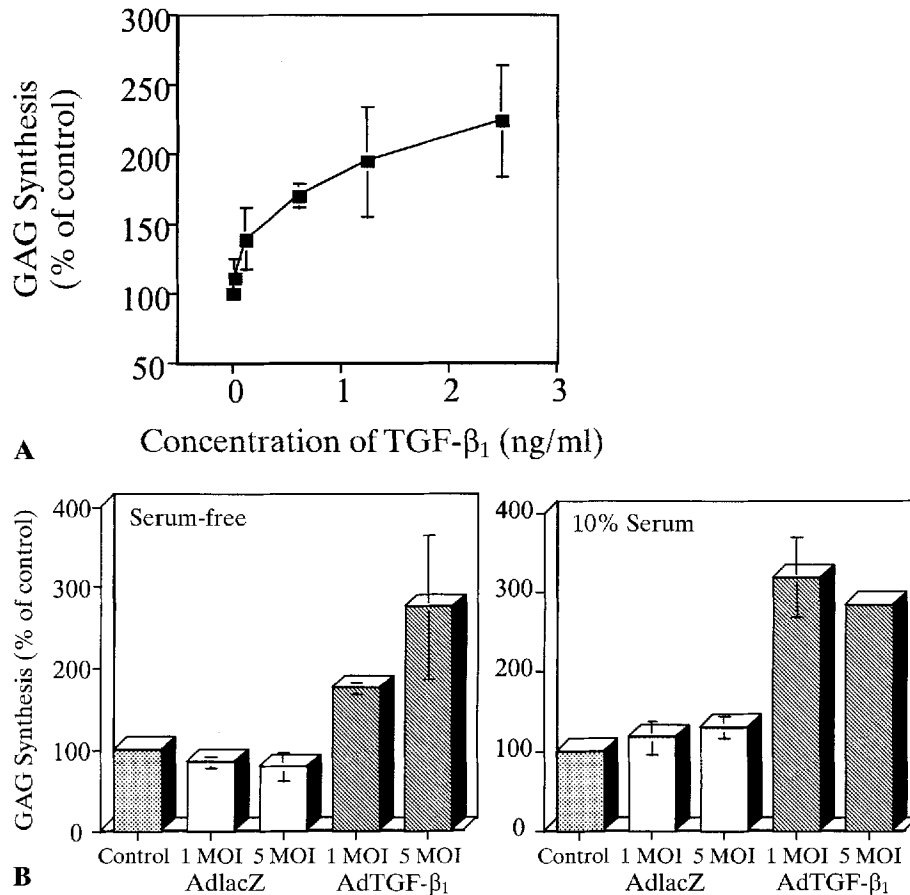 300
250
200
150
100
50
GAG Synthesis
(% of control)
0 1 2 3
Concentration of TGF-β₁ (ng/ml)
A
400
300
200
100
0
GAG Synthesis (% of control)
Serum-free
Control 1 MOI 5 MOI 1 MOI 5 MOI
AdlacZ AdTGF-β₁
400
300
200
100
0
10% Serum
Control 1 MOI 5 MOI 1 MOI 5 MOI
AdlacZ AdTGF-β₁
B